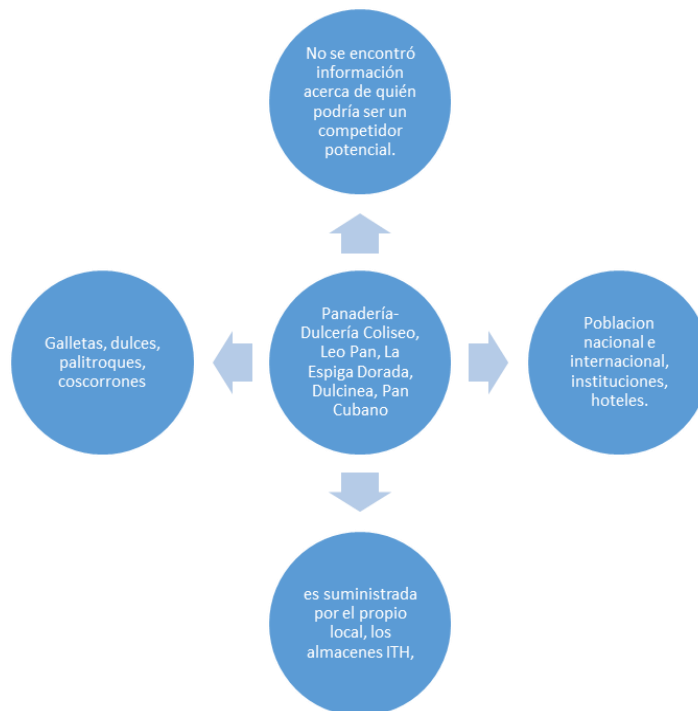 No se encontró
información
acerca de quién
podría ser un
competidor
potencial.
Galletas, dulces,
palitroques,
coscorrones
Panadería-
Dulcería Coliseo,
Leo Pan, La
Espiga Dorada,
Dulcinea, Pan
Cubano
Poblacion
nacional e
internacional,
instituciones,
hoteles.
es suministrada
por el propio
local, los
almacenes ITH,